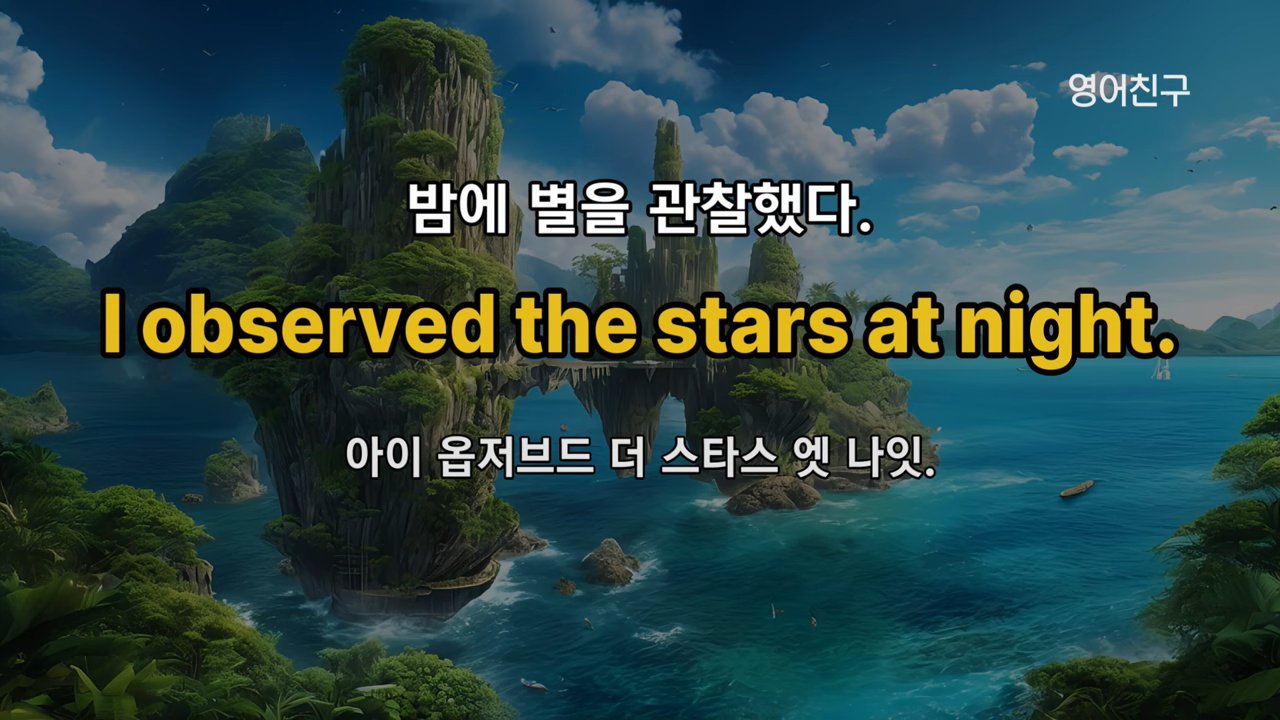 영어친구
밤에 별을 관찰했다.
I observed the stars at night.
아이 옵저브드 더 스타스 엣 나잇.